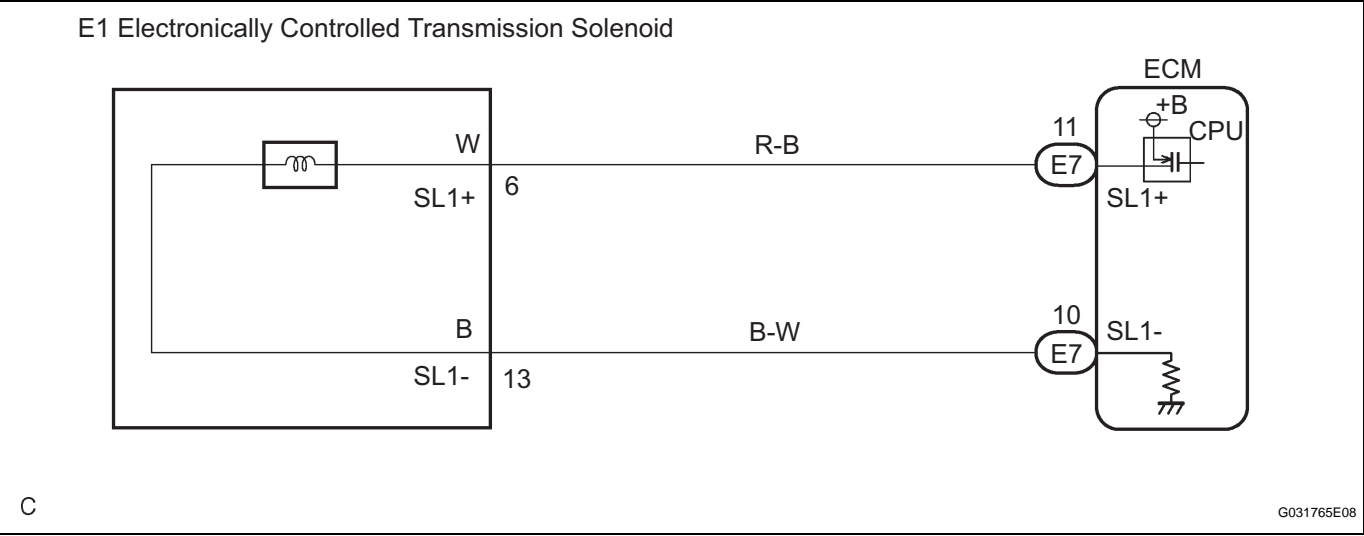 E1 Electronically Controlled Transmission Solenoid
ECM
+B
CPU
W
R-B
11
E7
SL1+
6
SL1+
B
B-W
10
E7
SL1-
SL1-
13
C
G031765E08